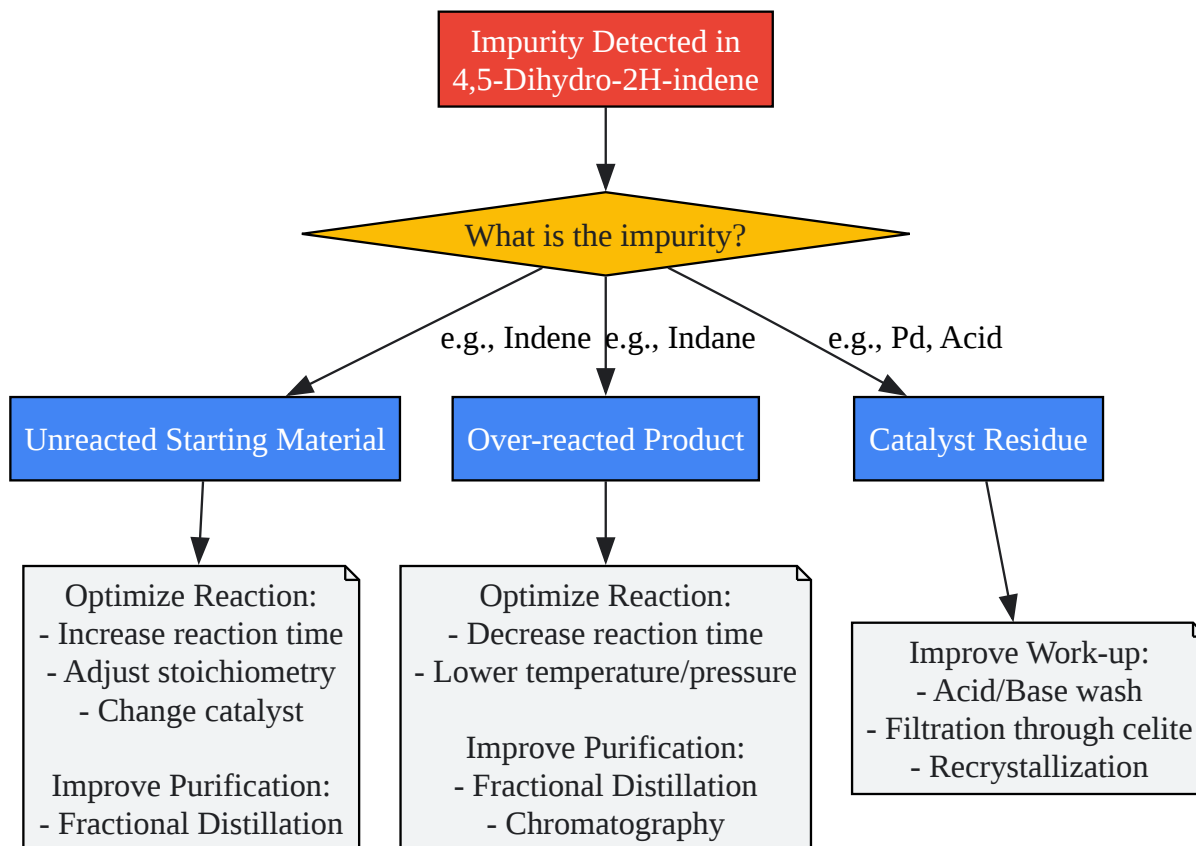 Impurity Detected in
4,5-Dihydro-2H-indene
What is the impurity?
e.g., Indene
e.g., Indane
e.g., Pd, Acid
Unreacted Starting Material
Over-reacted Product
Catalyst Residue
Optimize Reaction:
- Increase reaction time
- Adjust stoichiometry
- Change catalyst
Improve Purification:
- Fractional Distillation
Optimize Reaction:
- Decrease reaction time
- Lower temperature/pressure
Improve Purification:
- Fractional Distillation
- Chromatography
Improve Work-up:
- Acid/Base wash
- Filtration through celite
- Recrystallization